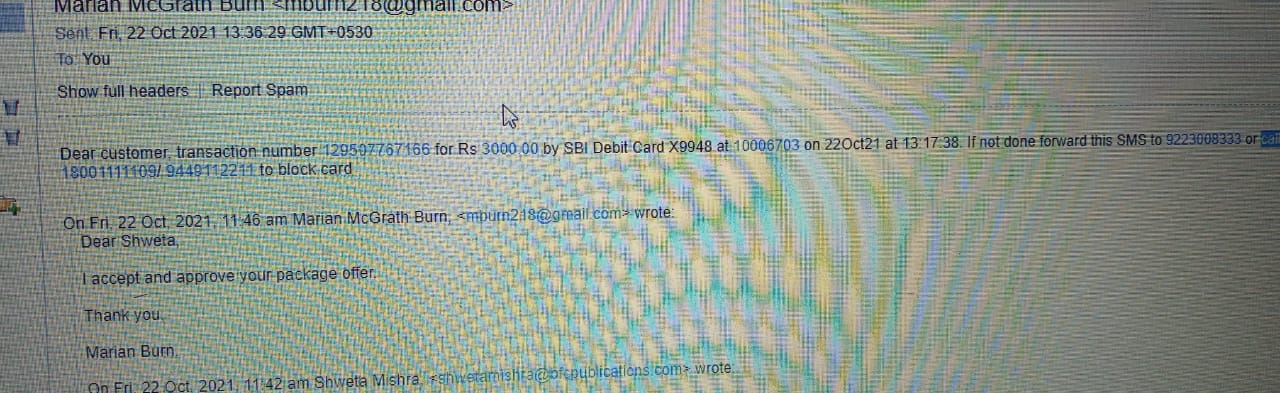 Marian McGrath Burn <mburn218@gmail.com>
Sent: Fri, 22 Oct 2021 13:36:29 GMT+0530
To: You
Show full headers | Report Spam
Dear customer, transaction number 129507767166 for Rs 3000.00 by SBI Debit Card X9948 at 10006703 on 22Oct21 at 13:17:38. If not done forward this SMS to 9223008333 or call
18001111109/ 9449112211 to block card
On Fri, 22 Oct, 2021, 11:46 am Marian McGrath Burn, <mburn218@gmail.com> wrote:
Dear Shweta,
I accept and approve your package offer.
Thank you.
Marian Burn.
On Fri, 22 Oct, 2021, 11:42 am Shweta Mishra, <shwetamishra@bfcpublications.com> wrote: